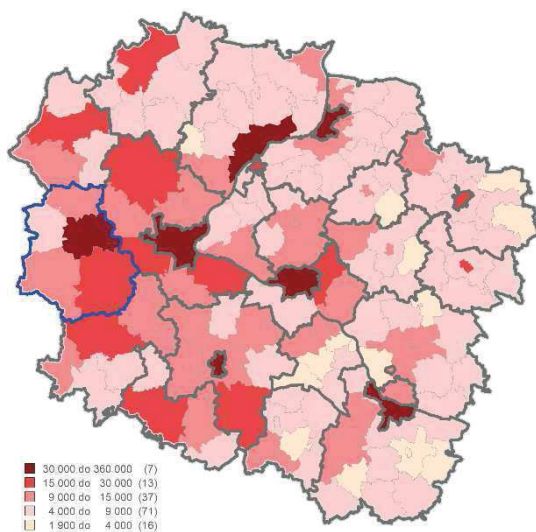 30 000 do 360 000 (7)
15 000 do 30 000 (13)
9 000 do 15 000 (37)
4 000 do 9 000 (71)
1 900 do 4 000 (16)